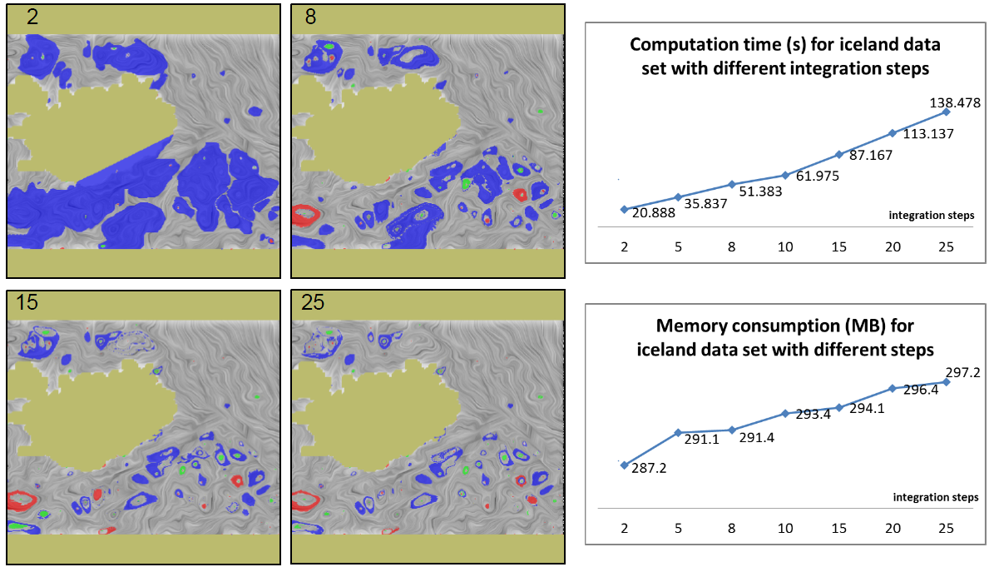 2
8
Computation time (s) for iceland data
set with different integration steps
138.478
113.137
87.167
61.975
51.383
35.837
20.888
integration steps
2 5 8 10 15 20 25
15
25
Memory consumption (MB) for
iceland data set with different steps
297.2
296.4
294.1
293.4
291.4
291.1
287.2
integration steps
2 5 8 10 15 20 25